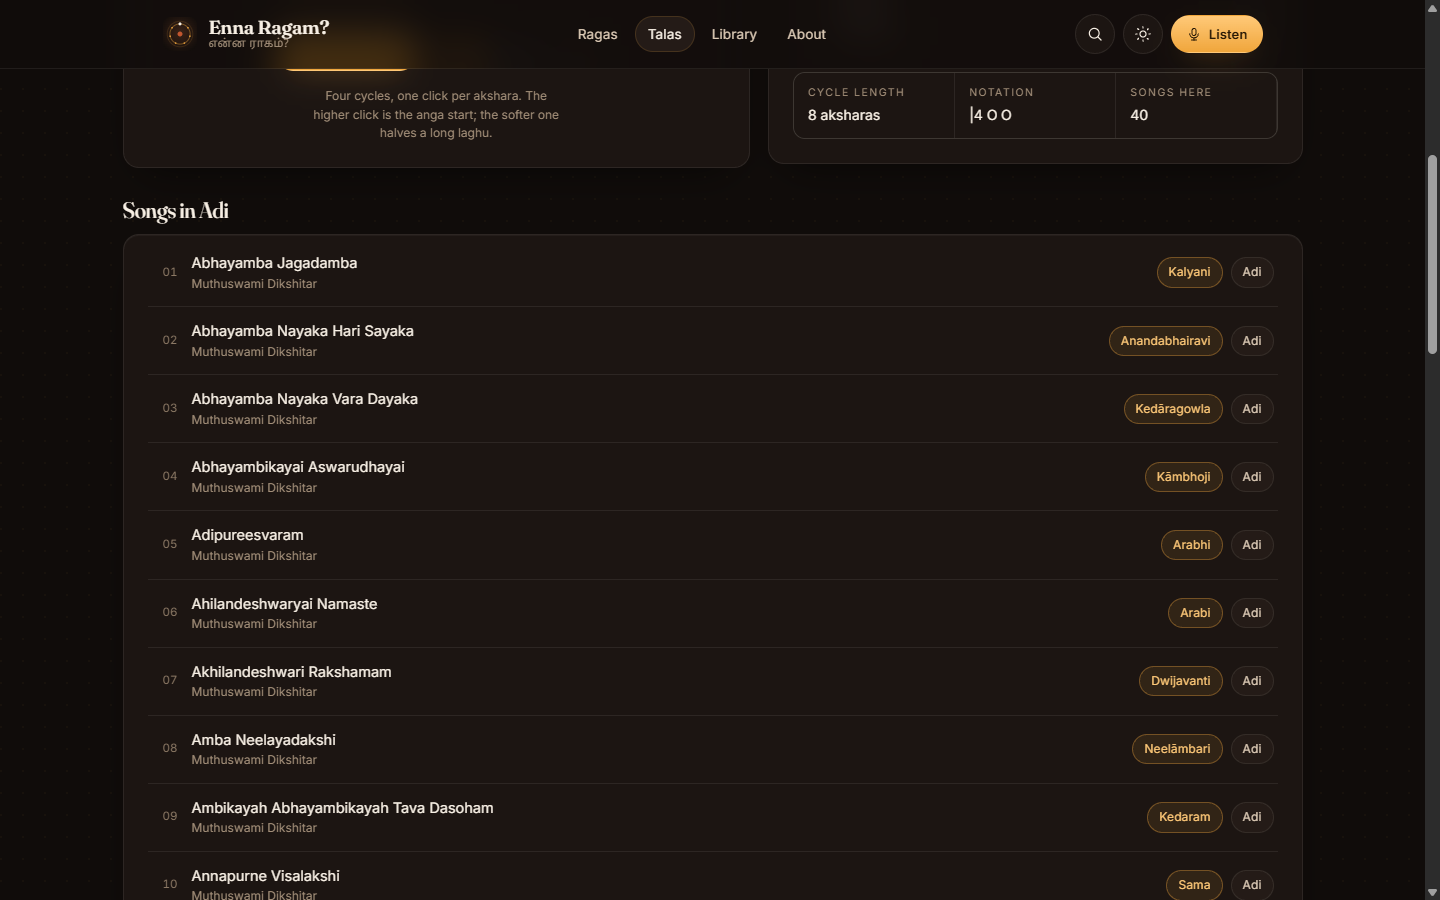 Enna Ragam?
என்ன ராகம்?
Ragas
Talas
Library
About
Listen
Four cycles, one click per akshara. The
higher click is the anga start; the softer one
halves a laghu.
CYCLE LENGTH
8 aksharas
NOTATION
|4 O O
SONGS HERE
40
Songs in Adi
01
Abhayamba Jagadamba
Muthuswami Dikshitar
Kalyani
Adi
02
Abhayamba Nayaka Hari Sayaka
Muthuswami Dikshitar
Anandabhairavi
Adi
03
Abhayamba Nayaka Vara Dayaka
Muthuswami Dikshitar
Kedāragowla
Adi
04
Abhayambikayai Aswarudhayai
Muthuswami Dikshitar
Kāmbhoji
Adi
05
Adipureesvaram
Muthuswami Dikshitar
Arabhi
Adi
06
Ahilandeshwaryai Namaste
Muthuswami Dikshitar
Arabi
Adi
07
Akhilandeshwari Rakshamam
Muthuswami Dikshitar
Dwijavanti
Adi
08
Amba Neelayadakshi
Muthuswami Dikshitar
Neelāmbari
Adi
09
Ambikayah Abhayambikayah Tava Dasoham
Muthuswami Dikshitar
Kedaram
Adi
10
Annapurne Visalakshi
Muthuswami Dikshitar
Sama
Adi